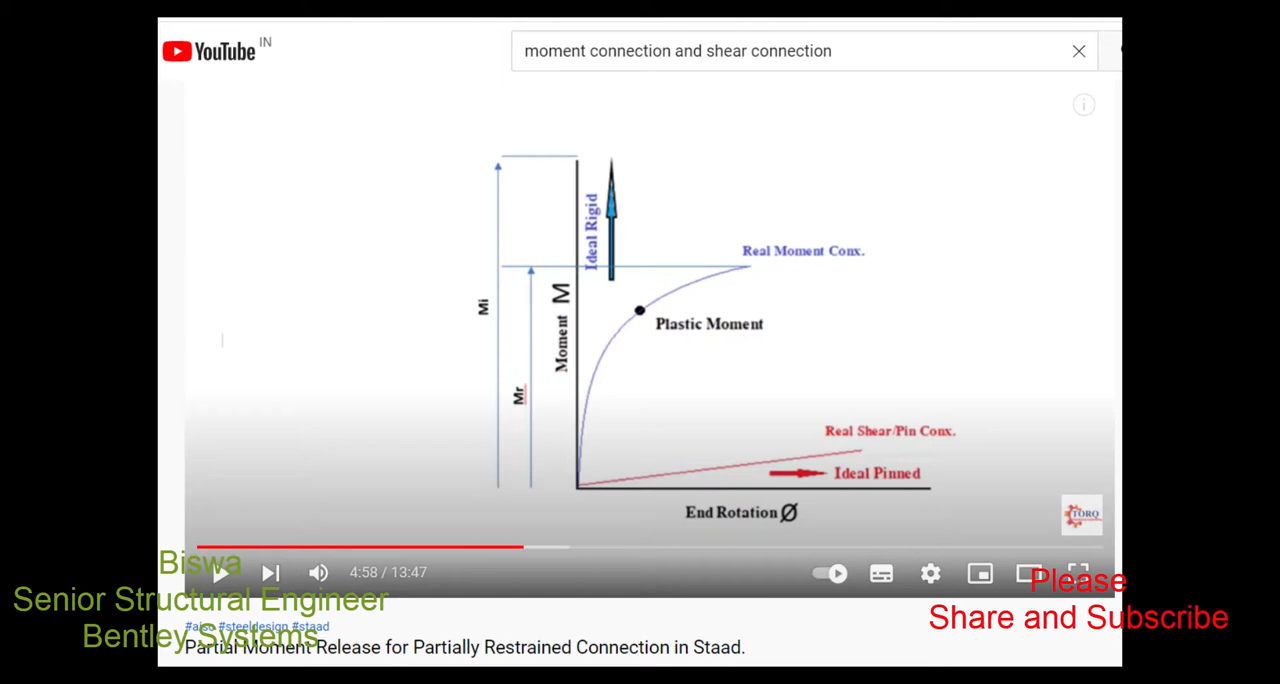 YouTube IN
moment connection and shear connection
Ideal Rigid
Real Moment Conx.
Mi
Moment M
Plastic Moment
Mr
Real Shear/Pin Conx.
Ideal Pinned
End Rotation Ø
TORQ
4:58 / 13:47
Biswa
Senior Structural Engineer
Bentley Systems
Please
Share and Subscribe
#aisc #steeldesign #staad
Partial Moment Release for Partially Restrained Connection in Staad.